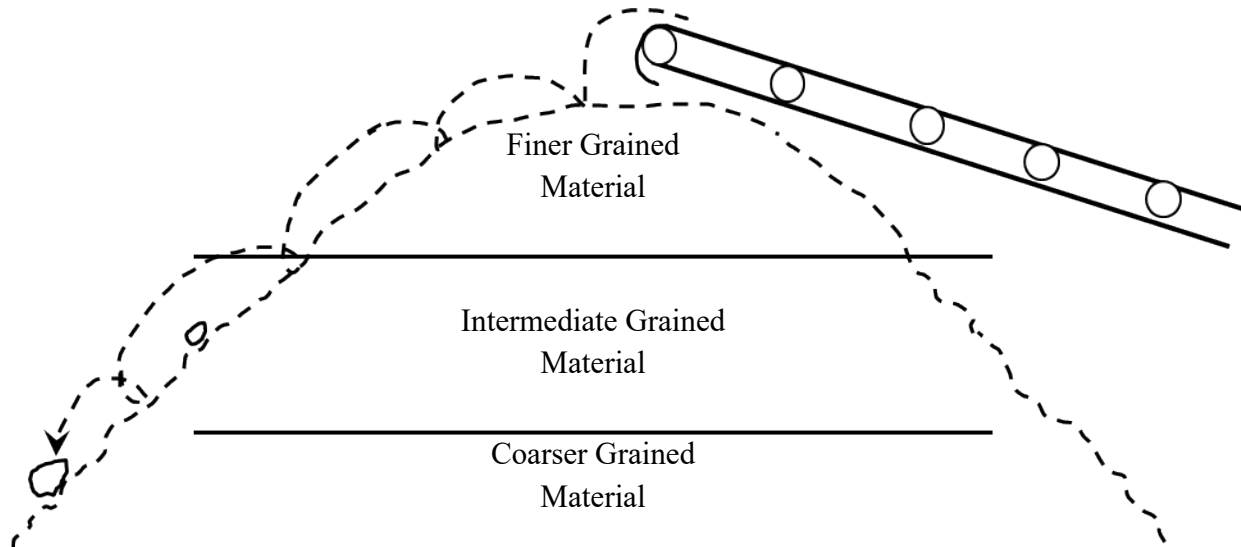 Finer Grained
Material
Intermediate Grained
Material
Coarser Grained
Material